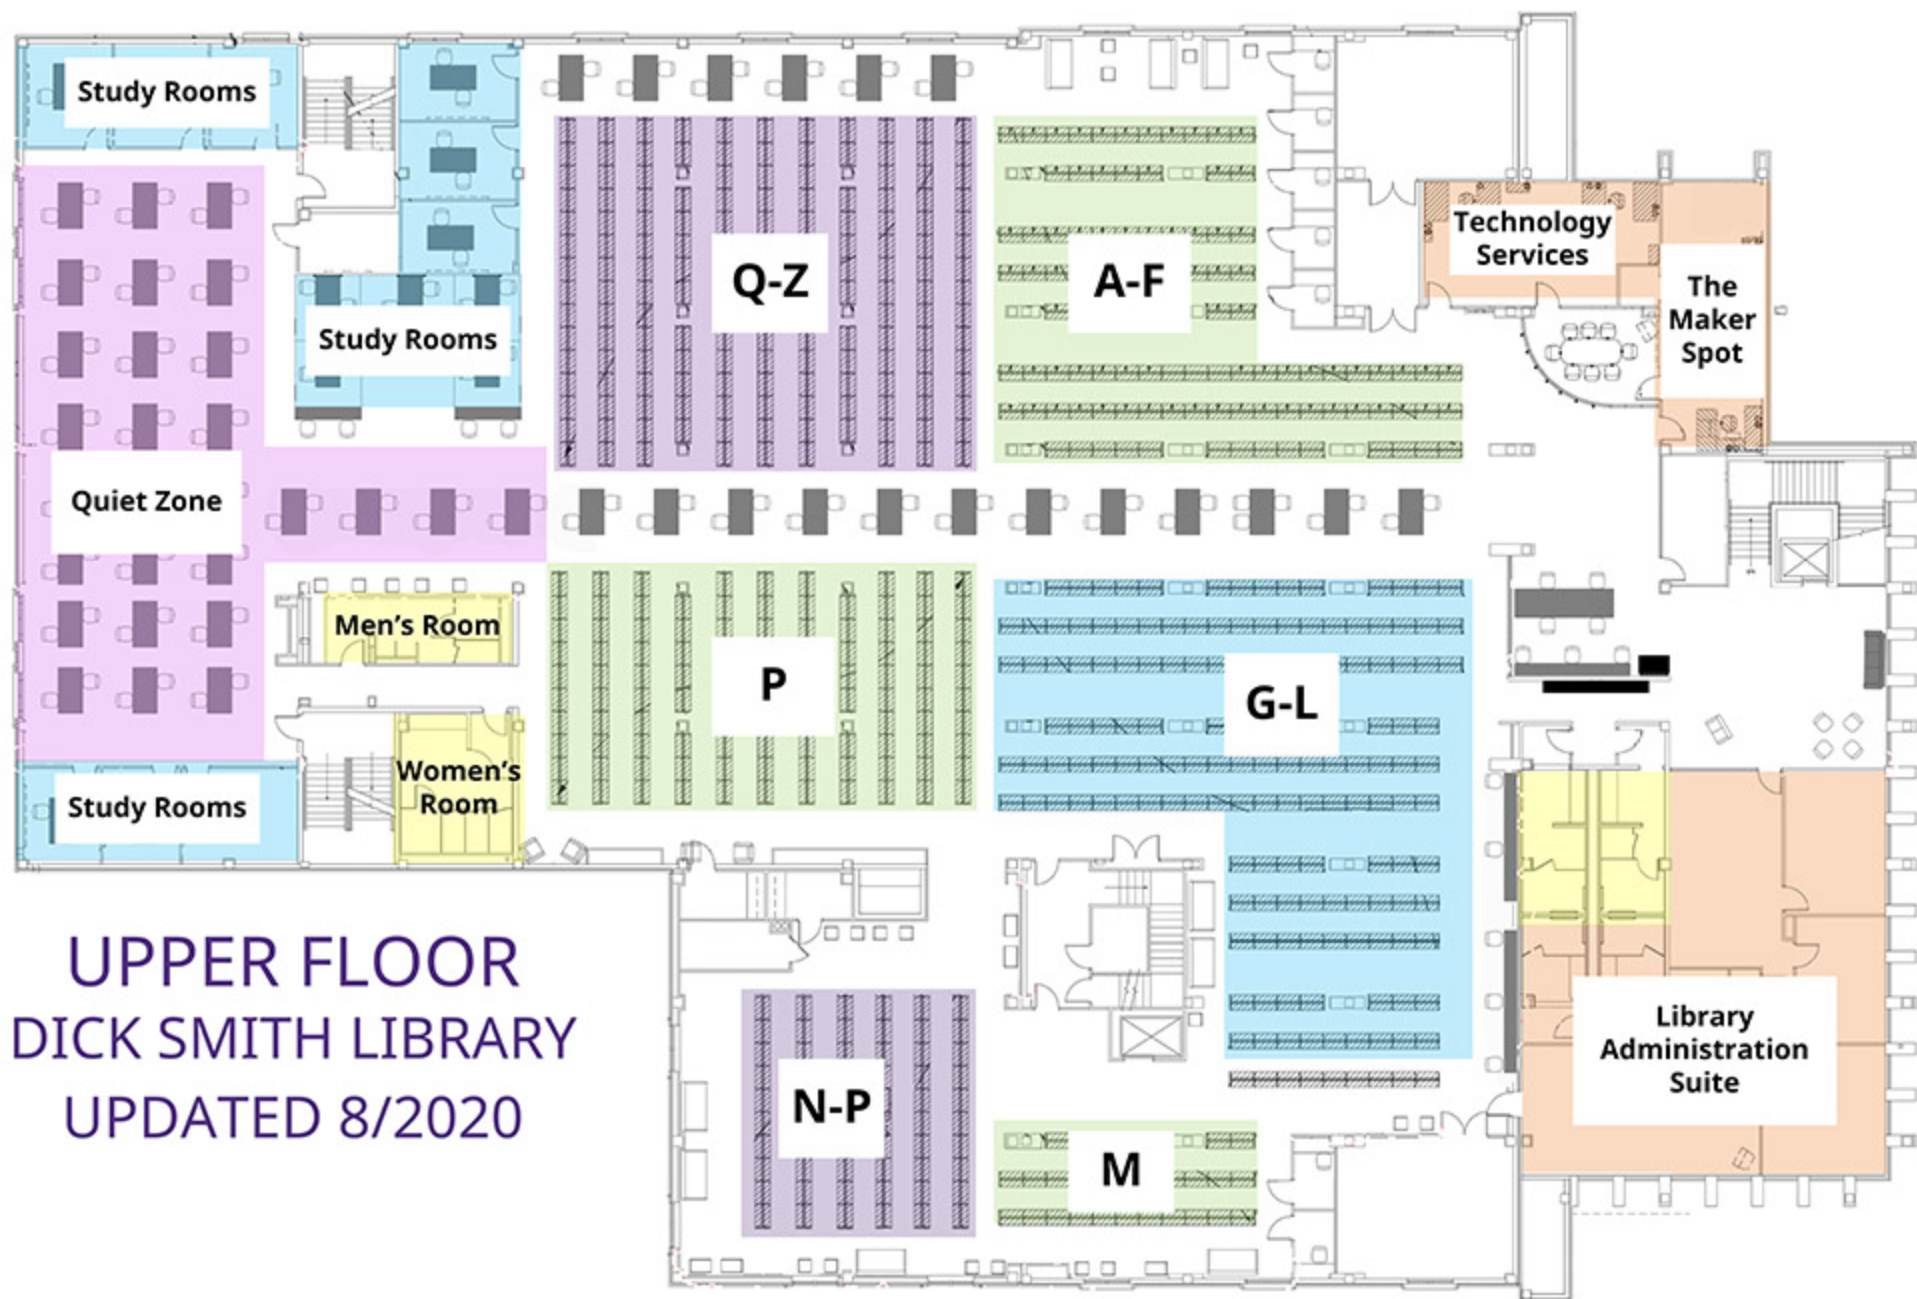 Study Rooms
Q-Z
A-F
Technology
Services
The
Maker
Spot
Study Rooms
Quiet Zone
Men's Room
P
G-L
Women's
Room
Study Rooms
UPPER FLOOR
DICK SMITH LIBRARY
UPDATED 8/2020
N-P
M
Library
Administration
Suite